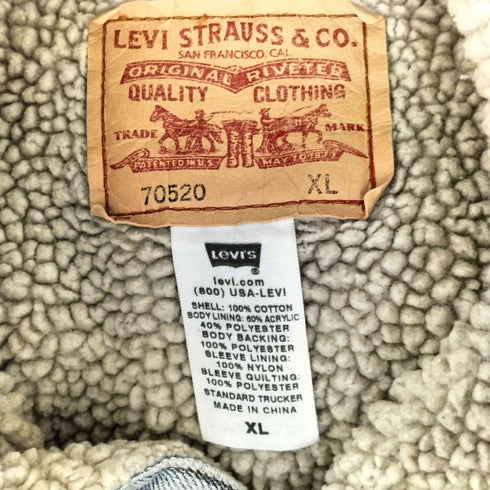 LEVI STRAUSS & CO.
SAN FRANCISCO, CAL.
ORIGINAL RIVETED
QUALITY CLOTHING
TRADE MARK
PATENTED IN U.S. MAY 20 1873
70520 XL
LEVI'S ®
levi.com
(800) USA-LEVI
SHELL: 100% COTTON
BODY LINING: 60% ACRYLIC
40% POLYESTER
BODY BACKING:
100% POLYESTER
SLEEVE LINING:
100% NYLON
SLEEVE QUILTING:
100% POLYESTER
STANDARD TRUCKER
MADE IN CHINA
XL